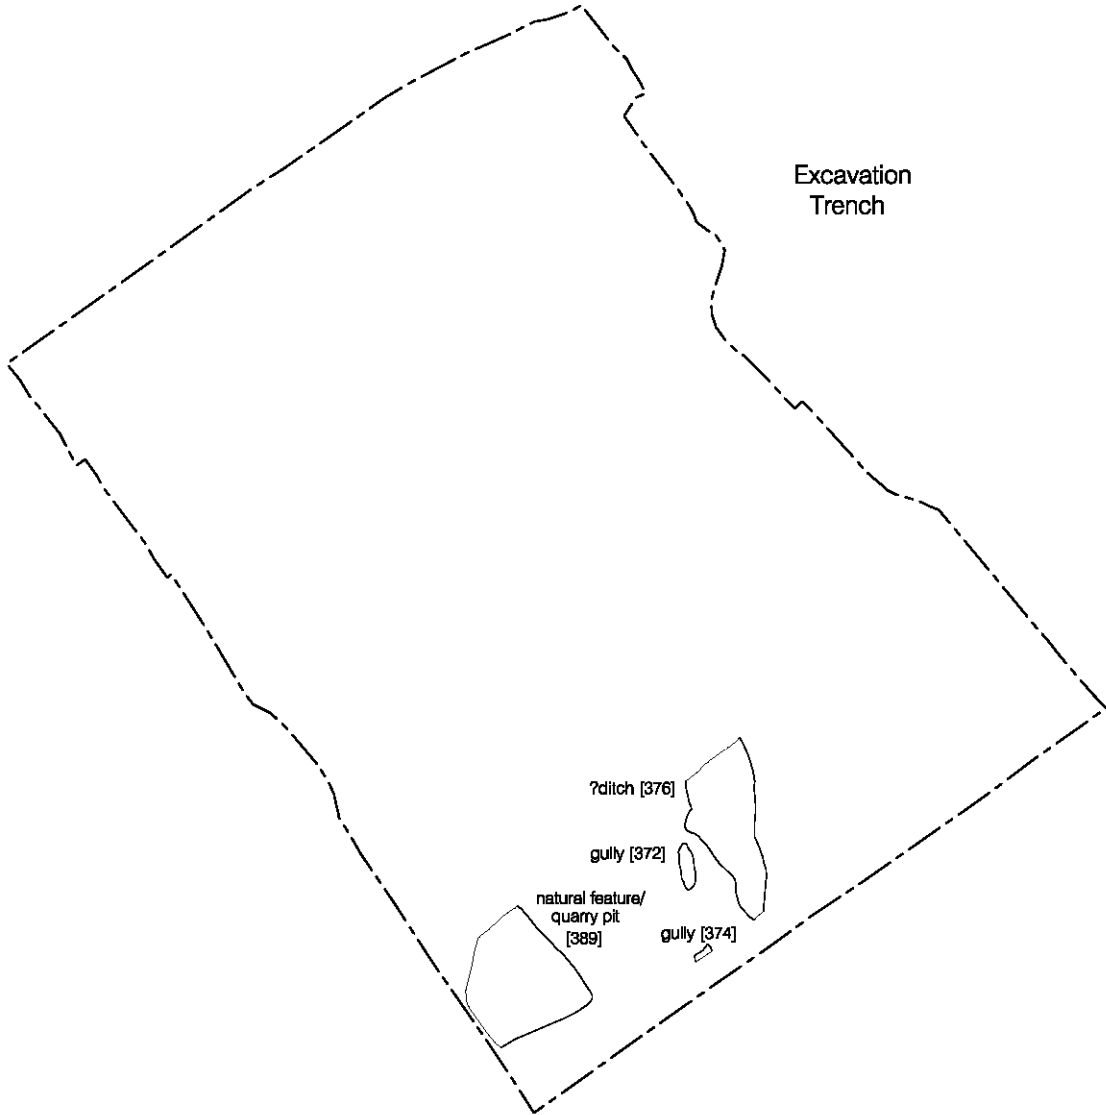 Excavation
Trench
?ditch [376]
gully [372]
natural feature/
quarry pit
[389]
gully [374]